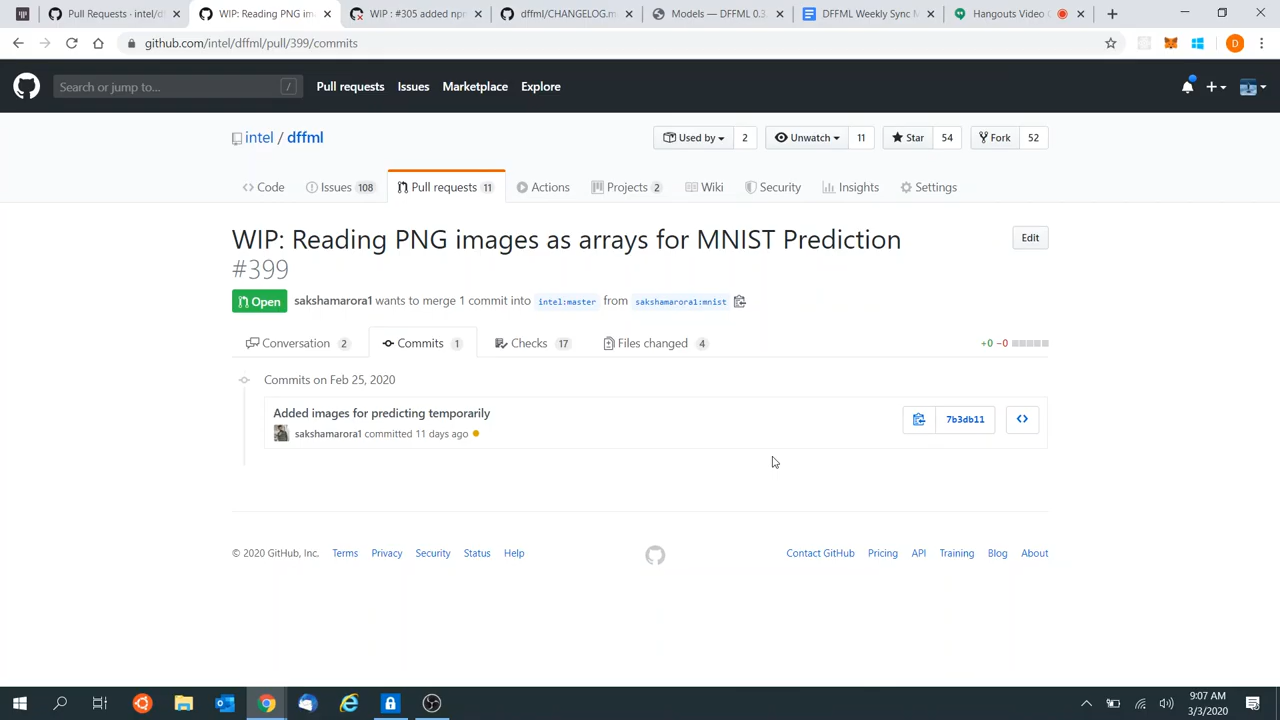 Pull Requests - intel/d
WIP: Reading PNG im
WIP : #305 added np
dffml/CHANGELOG.m
Models — DFFML 0.3.
DFFML Weekly Sync M
Hangouts Video C
github.com/intel/dffml/pull/399/commits
D
Search or jump to...
/
Pull requests
Issues
Marketplace
Explore
intel / dffml
Used by 2
Unwatch 11
Star 54
Fork 52
Code
Issues 108
Pull requests 11
Actions
Projects 2
Wiki
Security
Insights
Settings
WIP: Reading PNG images as arrays for MNIST Prediction
#399
Edit
Open
sakshamarora1 wants to merge 1 commit into intel:master from sakshamarora1:mnist
Conversation 2
Commits 1
Checks 17
Files changed 4
+0 −0
Commits on Feb 25, 2020
Added images for predicting temporarily
sakshamarora1 committed 11 days ago
7b3db11
© 2020 GitHub, Inc.
Terms
Privacy
Security
Status
Help
Contact GitHub
Pricing
API
Training
Blog
About
9:07 AM
3/3/2020